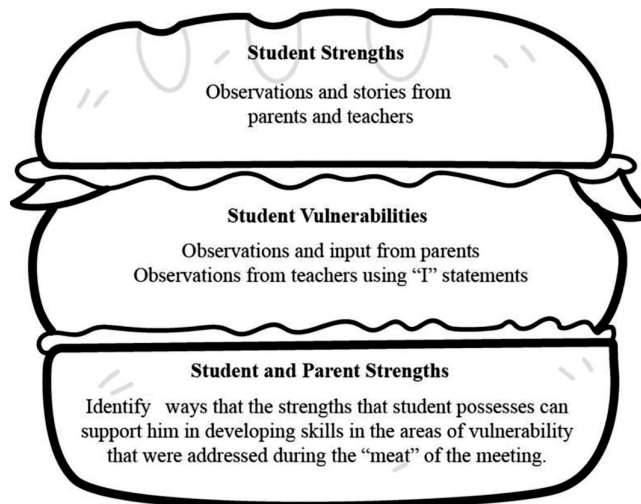 Student Strengths
Observations and stories from
parents and teachers
Student Vulnerabilities
Observations and input from parents
Observations from teachers using “I” statements
Student and Parent Strengths
Identify ways that the strengths that student possesses can
support him in developing skills in the areas of vulnerability
that were addressed during the “meat” of the meeting.